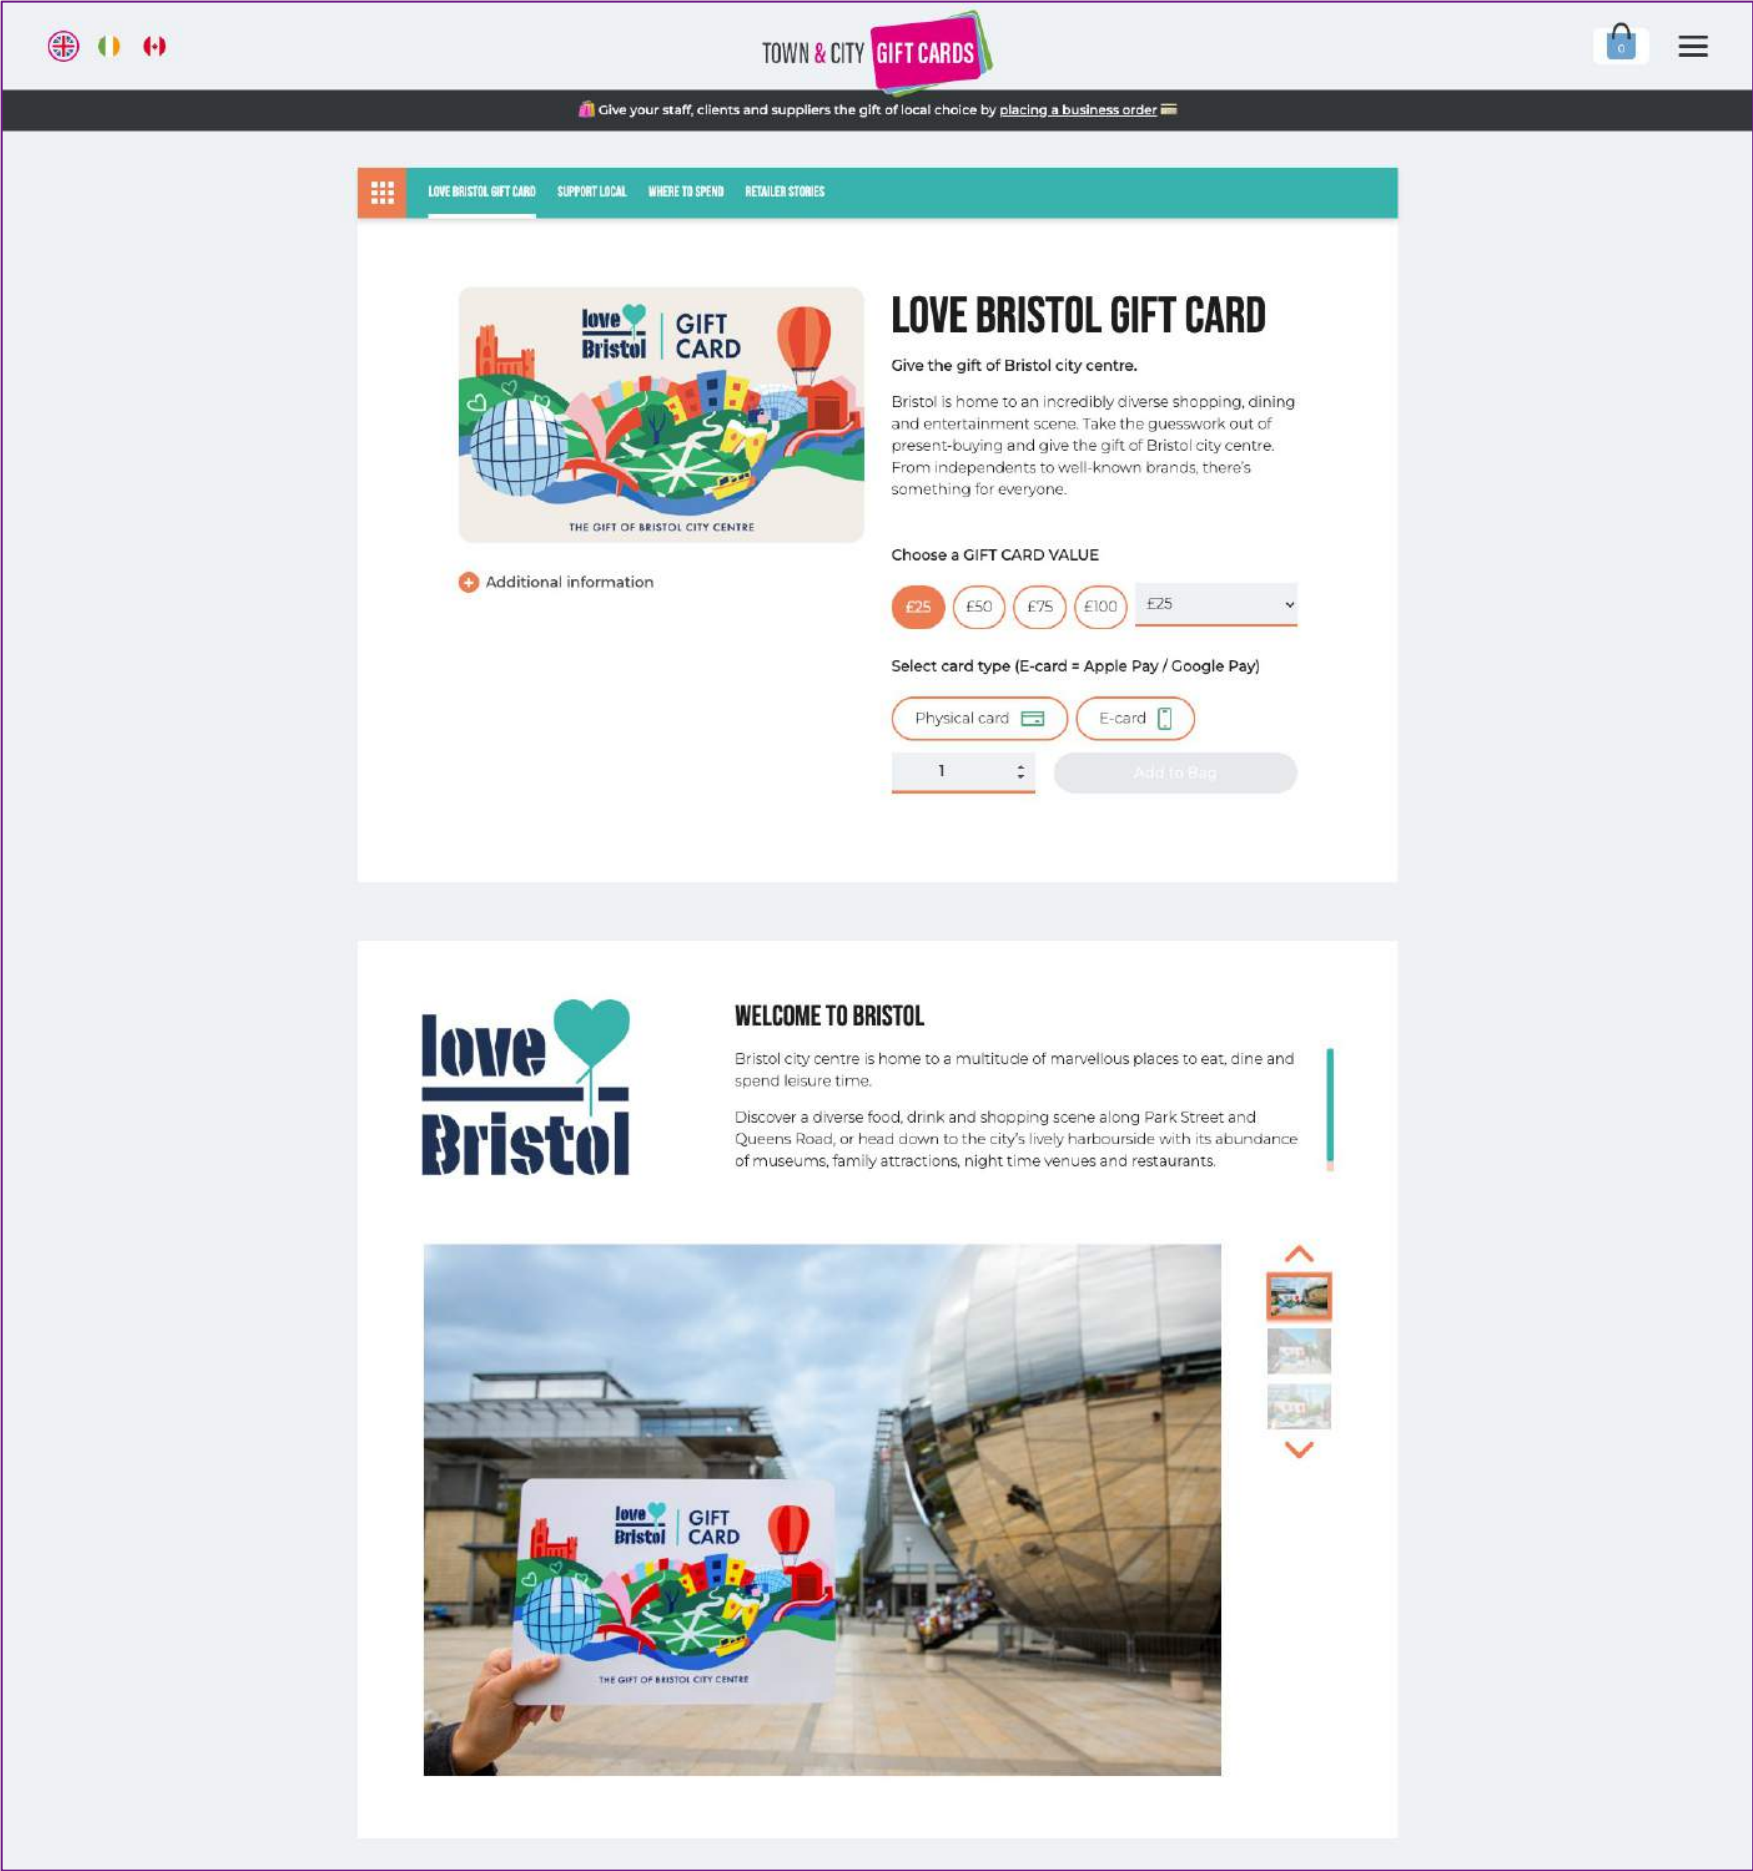 TOWN & CITY GIFT CARDS
0
Give your staff, clients and suppliers the gift of local choice by placing a business order
LOVE BRISTOL GIFT CARD SUPPORT LOCAL WHERE TO SPEND RETAILER STORIES
love
Bristol
GIFT
CARD
THE GIFT OF BRISTOL CITY CENTRE
Additional information
LOVE BRISTOL GIFT CARD
Give the gift of Bristol city centre.
Bristol is home to an incredibly diverse shopping, dining
and entertainment scene. Take the guesswork out of
present-buying and give the gift of Bristol city centre.
From independents to well-known brands, there's
something for everyone.
Choose a GIFT CARD VALUE
£25 £50 £75 £100 £25
Select card type (E-card = Apple Pay / Google Pay)
Physical card E-card
1 Add to Bag
love
Bristol
WELCOME TO BRISTOL
Bristol city centre is home to a multitude of marvellous places to eat, dine and
spend leisure time.
Discover a diverse food, drink and shopping scene along Park Street and
Queens Road, or head down to the city's lively harbourside with its abundance
of museums, family attractions, night time venues and restaurants.
love
Bristol
GIFT
CARD
THE GIFT OF BRISTOL CITY CENTRE